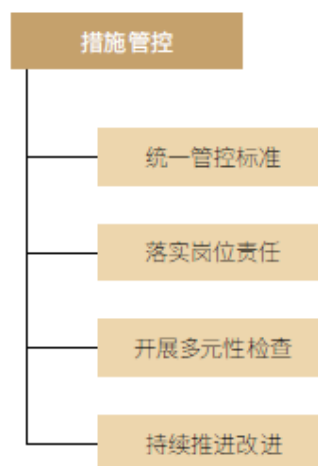 措施管控
统一管控标准
落实岗位责任
开展多元性检查
持续推进改进